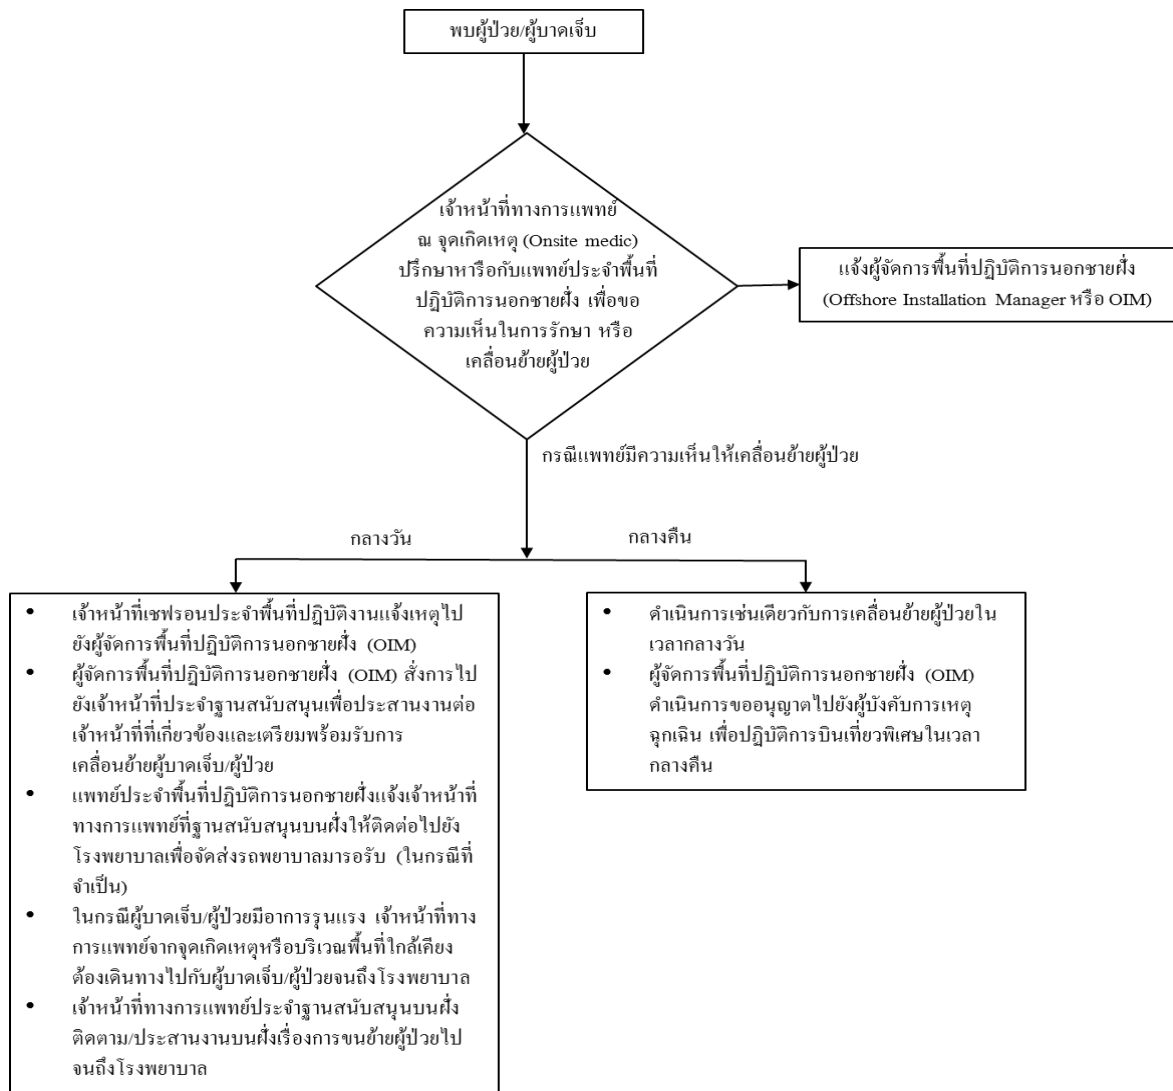 พบผู้ป่วย/ผู้บาดเจ็บ
เจ้าหน้าที่ทางการแพทย์
ณ จุดเกิดเหตุ (Onsite medic)
ปรึกษาหารือกับแพทย์ประจำพื้นที่
ปฏิบัติการนอกชายฝั่ง เพื่อขอ
ความเห็นในการรักษา หรือ
เคลื่อนย้ายผู้ป่วย
แจ้งผู้จัดการพื้นที่ปฏิบัติการนอกชายฝั่ง
(Offshore Installation Manager หรือ OIM)
กรณีแพทย์มีความเห็นให้เคลื่อนย้ายผู้ป่วย
กลางวัน
กลางคืน
• เจ้าหน้าที่เชฟรอนประจำพื้นที่ปฏิบัติงานแจ้งเหตุไป
ยังผู้จัดการพื้นที่ปฏิบัติการนอกชายฝั่ง (OIM)
• ผู้จัดการพื้นที่ปฏิบัติการนอกชายฝั่ง (OIM) สั่งการไป
ยังเจ้าหน้าที่ประจำฐานสนับสนุนเพื่อประสานงานต่อ
เจ้าหน้าที่ที่เกี่ยวข้องและเตรียมพร้อมรับการ
เคลื่อนย้ายผู้บาดเจ็บ/ผู้ป่วย
• แพทย์ประจำพื้นที่ปฏิบัติการนอกชายฝั่งแจ้งเจ้าหน้าที่
ทางการแพทย์ที่ฐานสนับสนุนบนฝั่งให้ติดต่อไปยัง
โรงพยาบาลเพื่อจัดส่งรถพยาบาลมารอรับ (ในกรณีที่
จำเป็น)
• ในกรณีผู้บาดเจ็บ/ผู้ป่วยมีอาการรุนแรง เจ้าหน้าที่ทาง
การแพทย์จากจุดเกิดเหตุหรือบริเวณพื้นที่ใกล้เคียง
ต้องเดินทางไปกับผู้บาดเจ็บ/ผู้ป่วยจนถึงโรงพยาบาล
• เจ้าหน้าที่ทางการแพทย์ประจำฐานสนับสนุนบนฝั่ง
ติดตาม/ประสานงานบนฝั่งเรื่องการขนย้ายผู้ป่วยไป
จนถึงโรงพยาบาล
• ดำเนินการเช่นเดียวกับการเคลื่อนย้ายผู้ป่วยใน
เวลากลางวัน
• ผู้จัดการพื้นที่ปฏิบัติการนอกชายฝั่ง (OIM)
ดำเนินการขออนุญาตไปยังผู้บังคับการเหตุ
ฉุกเฉิน เพื่อปฏิบัติการบินเที่ยวพิเศษในเวลา
กลางคืน